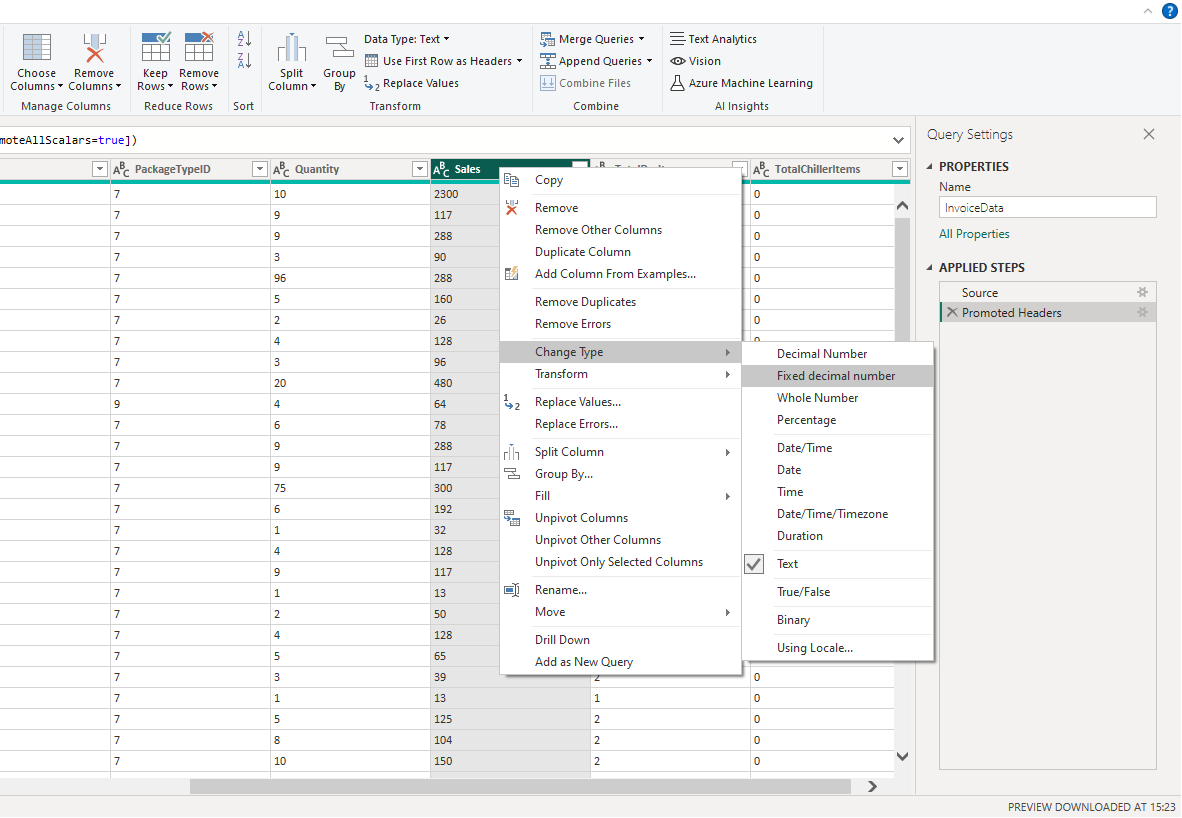 ?
Choose Columns
Remove Columns
Manage Columns
Keep Rows
Remove Rows
Reduce Rows
A Z
Z A
Sort
Split Column
Group By
Data Type: Text
Use First Row as Headers
1 2 Replace Values
Transform
Merge Queries
Append Queries
Combine Files
Combine
Text Analytics
Vision
Azure Machine Learning
AI Insights
moteAllScalars=true])
ABC PackageTypeID ABC Quantity ABC Sales ABC TotalChillerItems
7 10 2300 0
7 9 117 0
7 9 288 0
7 3 90 0
7 96 288 0
7 5 160 0
7 2 26 0
7 4 128 0
7 3 96
7 20 480
9 4 64
7 6 78
7 9 288
7 9 117
7 75 300
7 6 192
7 1 32
7 4 128
7 9 117
7 1 13
7 2 50
7 4 128
7 5 65
7 3 39 2 0
7 1 13 1 0
7 5 125 2 0
7 8 104 2 0
7 10 150 2 0
Copy
Remove
Remove Other Columns
Duplicate Column
Add Column From Examples...
Remove Duplicates
Remove Errors
Change Type
Transform
1 2 Replace Values...
Replace Errors...
Split Column
Group By...
Fill
Unpivot Columns
Unpivot Other Columns
Unpivot Only Selected Columns
Rename...
Move
Drill Down
Add as New Query
Decimal Number
Fixed decimal number
Whole Number
Percentage
Date/Time
Date
Time
Date/Time/Timezone
Duration
Text
True/False
Binary
Using Locale...
Query Settings
PROPERTIES
Name
InvoiceData
All Properties
APPLIED STEPS
Source
Promoted Headers
PREVIEW DOWNLOADED AT 15:23